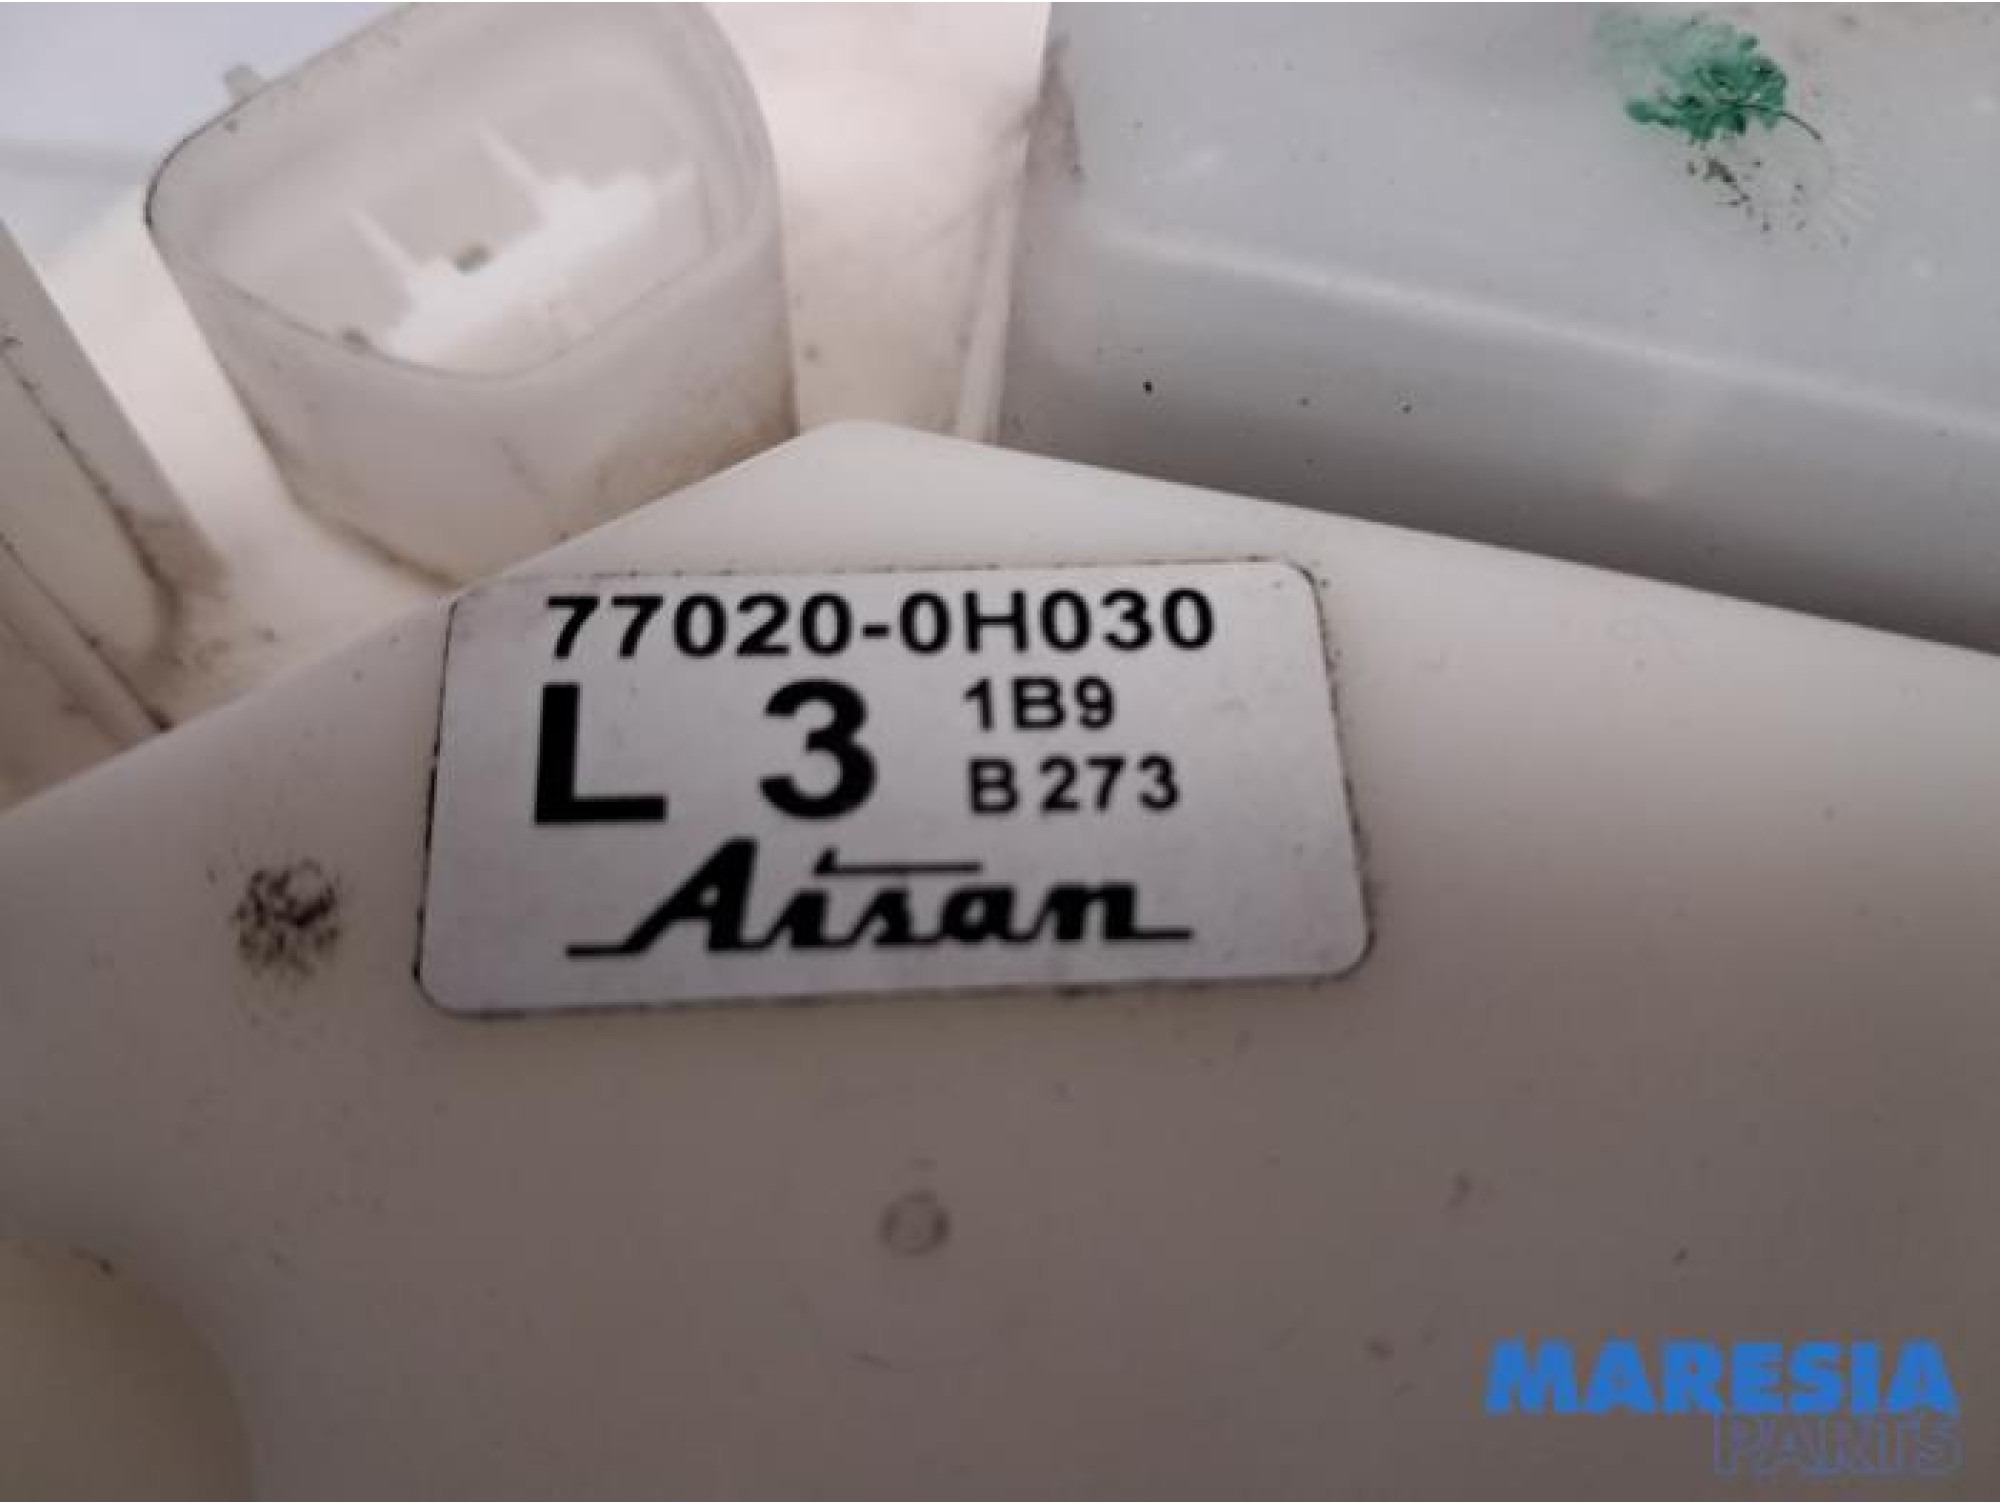 77020-0H030
L 3 1B9
B273
Aisan
MARESIA
PARTS